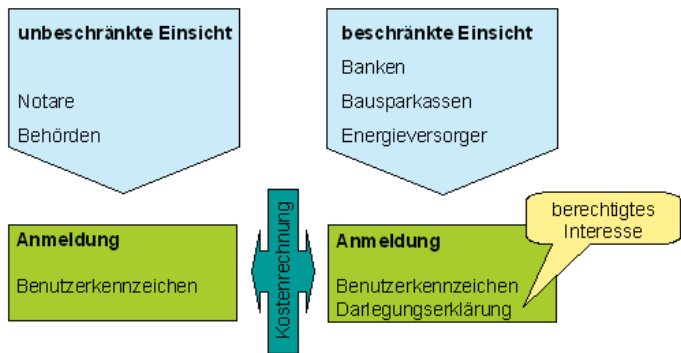 unbeschränkte Einsicht
Notare
Behörden
beschränkte Einsicht
Banken
Bausparkassen
Energieversorger
Anmeldung
Benutzerkennzeichen
Kostenrechnung
Anmeldung
Benutzerkennzeichen
Darlegungserklärung
berechtigtes
Interesse